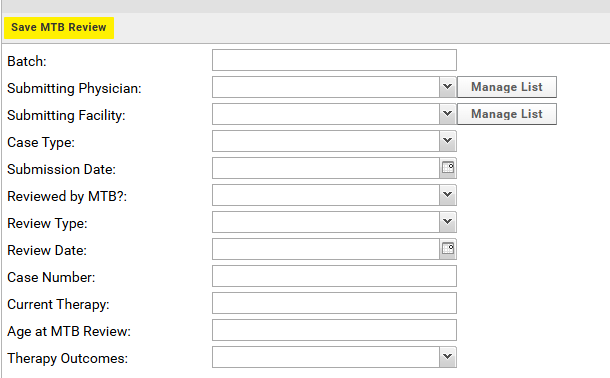 Save MTB Review
Batch:
Submitting Physician:
Manage List
Submitting Facility:
Manage List
Case Type:
Submission Date:
Reviewed by MTB?:
Review Type:
Review Date:
Case Number:
Current Therapy:
Age at MTB Review:
Therapy Outcomes: